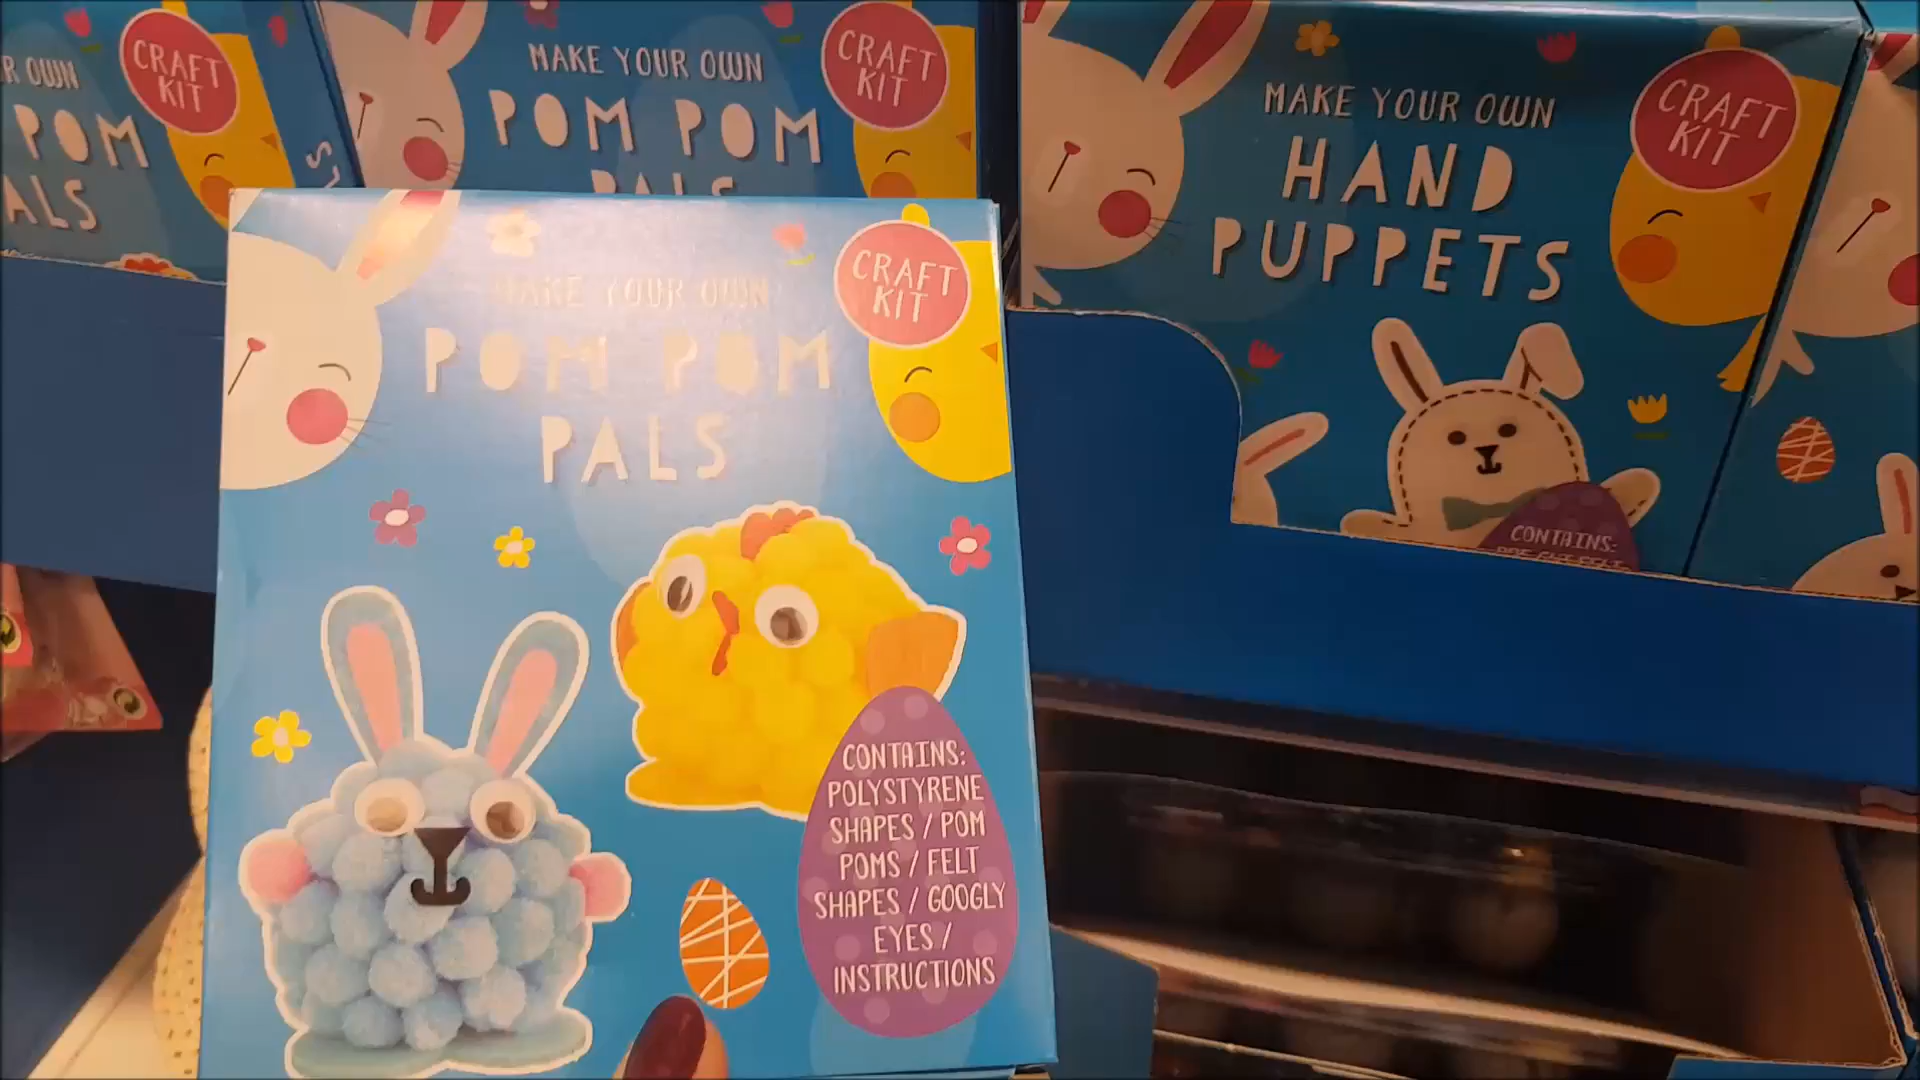 R OWN
POM
ALS
CRAFT
KIT
MAKE YOUR OWN
POM POM
PALS
CRAFT
KIT
MAKE YOUR OWN
HAND
PUPPETS
CRAFT
KIT
CONTAINS:
MAKE YOUR OWN
POM POM
PALS
CRAFT
KIT
CONTAINS:
POLYSTYRENE
SHAPES / POM
POMS / FELT
SHAPES / GOOGLY
EYES /
INSTRUCTIONS